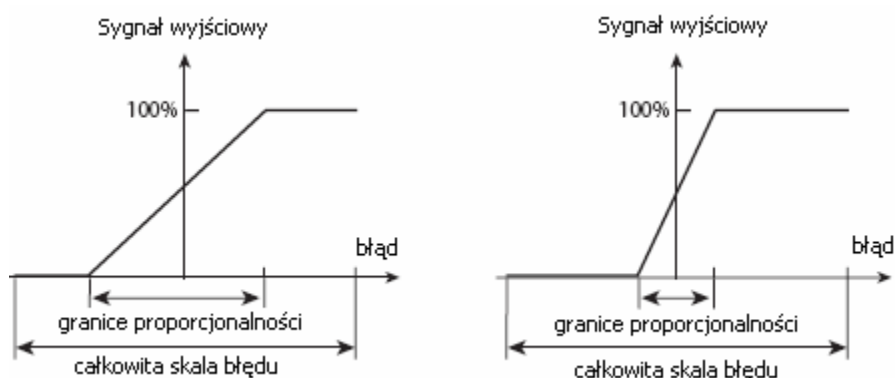 Sygnał wyjściowy
100%
błąd
granice proporcjonalności
całkowita skala błędu
Sygnał wyjściowy
100%
błąd
granice proporcjonalności
całkowita skala błędu